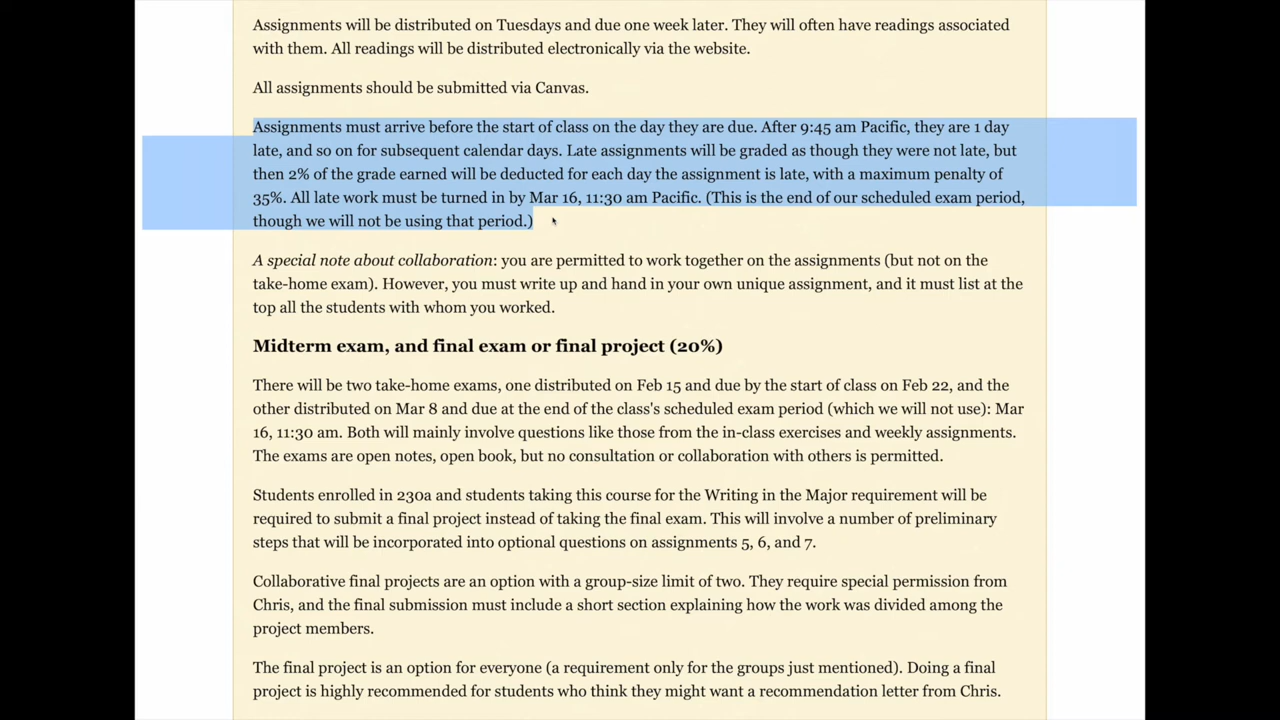 Assignments will be distributed on Tuesdays and due one week later. They will often have readings associated
with them. All readings will be distributed electronically via the website.
All assignments should be submitted via Canvas.
Assignments must arrive before the start of class on the day they are due. After 9:45 am Pacific, they are 1 day
late, and so on for subsequent calendar days. Late assignments will be graded as though they were not late, but
then 2% of the grade earned will be deducted for each day the assignment is late, with a maximum penalty of
35%. All late work must be turned in by Mar 16, 11:30 am Pacific. (This is the end of our scheduled exam period,
though we will not be using that period.)
A special note about collaboration: you are permitted to work together on the assignments (but not on the
take-home exam). However, you must write up and hand in your own unique assignment, and it must list at the
top all the students with whom you worked.
Midterm exam, and final exam or final project (20%)
There will be two take-home exams, one distributed on Feb 15 and due by the start of class on Feb 22, and the
other distributed on Mar 8 and due at the end of the class's scheduled exam period (which we will not use): Mar
16, 11:30 am. Both will mainly involve questions like those from the in-class exercises and weekly assignments.
The exams are open notes, open book, but no consultation or collaboration with others is permitted.
Students enrolled in 230a and students taking this course for the Writing in the Major requirement will be
required to submit a final project instead of taking the final exam. This will involve a number of preliminary
steps that will be incorporated into optional questions on assignments 5, 6, and 7.
Collaborative final projects are an option with a group-size limit of two. They require special permission from
Chris, and the final submission must include a short section explaining how the work was divided among the
project members.
The final project is an option for everyone (a requirement only for the groups just mentioned). Doing a final
project is highly recommended for students who think they might want a recommendation letter from Chris.